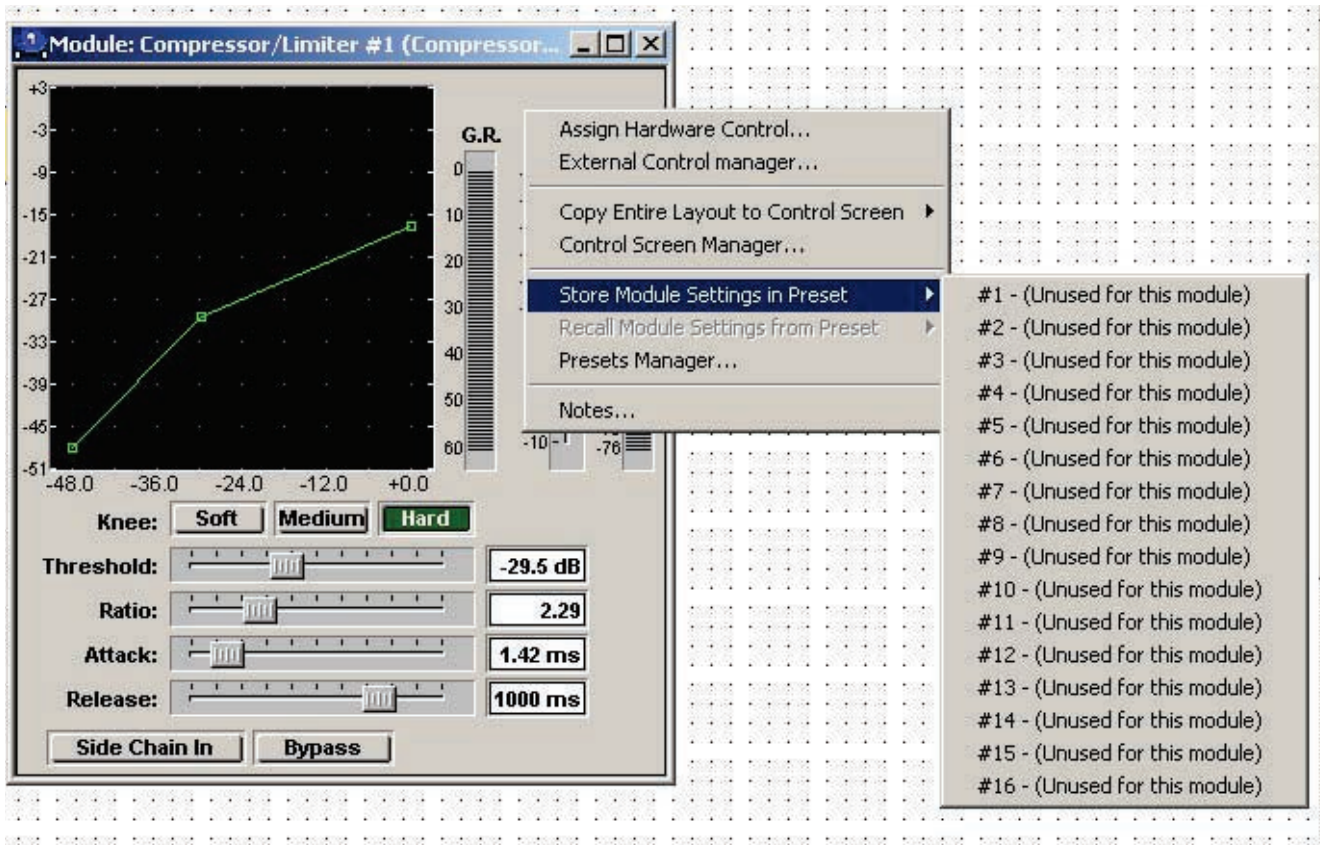 Module: Compressor/Limiter #1 (Compressor...
+3
-3
-9
-15
-21
-27
-33
-39
-45
-51
-48.0 -36.0 -24.0 -12.0 +0.0
G.R.
0
10
20
30
40
50
60
-10
-76
Knee: Soft Medium Hard
Threshold: -29.5 dB
Ratio: 2.29
Attack: 1.42 ms
Release: 1000 ms
Side Chain In Bypass
Assign Hardware Control...
External Control manager...
Copy Entire Layout to Control Screen
Control Screen Manager...
Store Module Settings in Preset
Recall Module Settings from Preset
Presets Manager...
Notes...
#1 - (Unused for this module)
#2 - (Unused for this module)
#3 - (Unused for this module)
#4 - (Unused for this module)
#5 - (Unused for this module)
#6 - (Unused for this module)
#7 - (Unused for this module)
#8 - (Unused for this module)
#9 - (Unused for this module)
#10 - (Unused for this module)
#11 - (Unused for this module)
#12 - (Unused for this module)
#13 - (Unused for this module)
#14 - (Unused for this module)
#15 - (Unused for this module)
#16 - (Unused for this module)